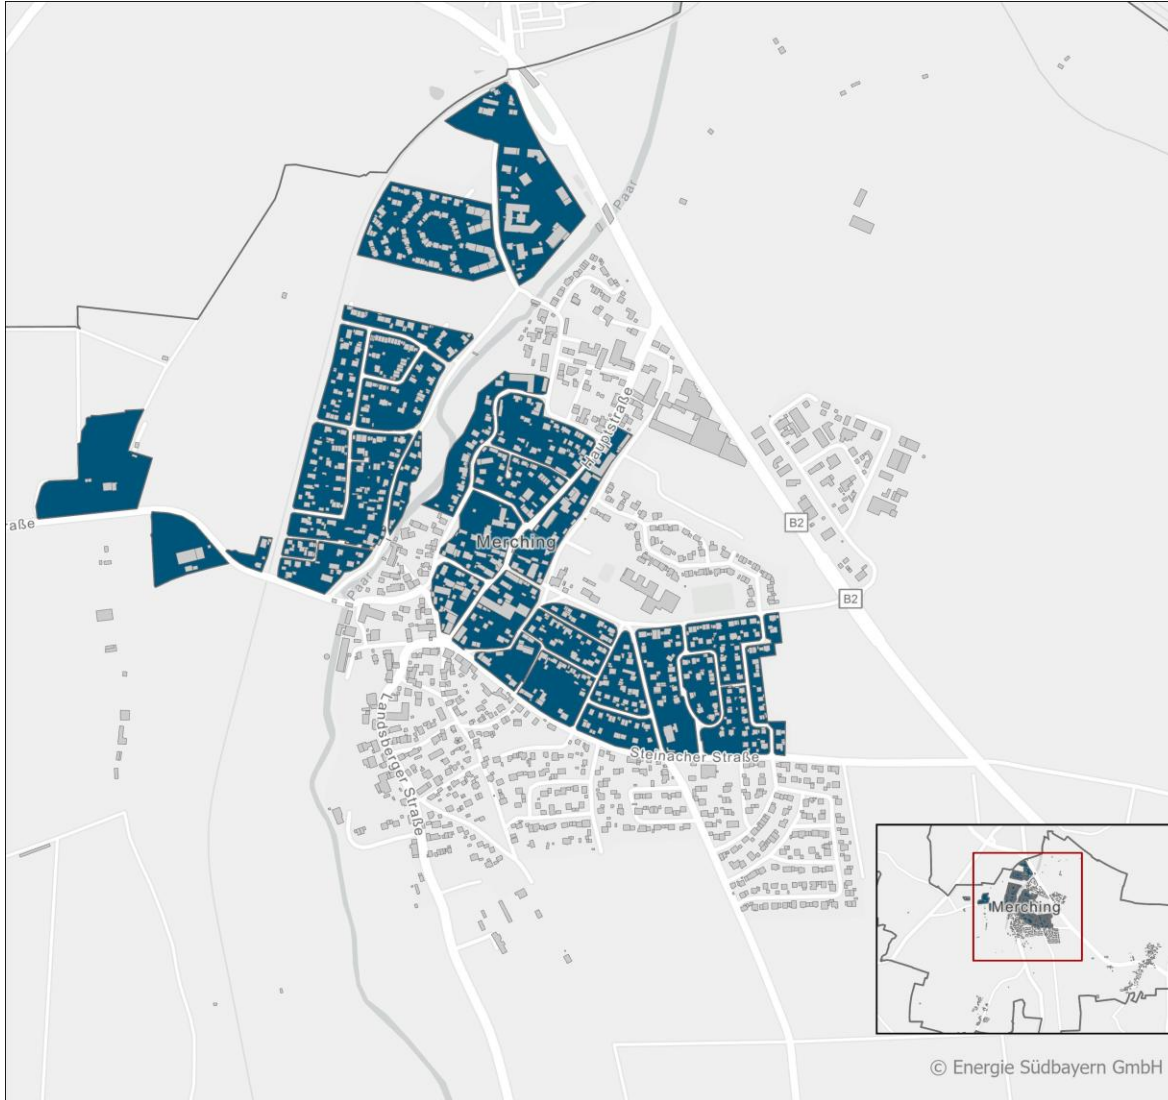 Paar
Hauptstraße
raße
B2
Merching
Paar
B2
Landsberger Straße
Steinacher Straße
Merching
© Energie Südbayern GmbH